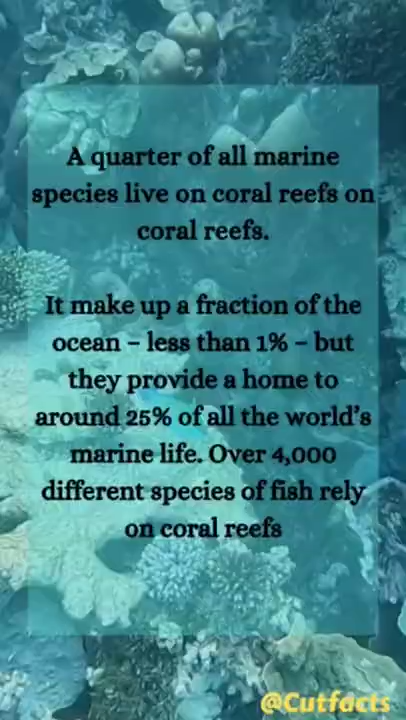 A quarter of all marine
species live on coral reefs on
coral reefs.
It make up a fraction of the
ocean – less than 1% – but
they provide a home to
around 25% of all the world's
marine life. Over 4,000
different species of fish rely
on coral reefs
@Cutfacts